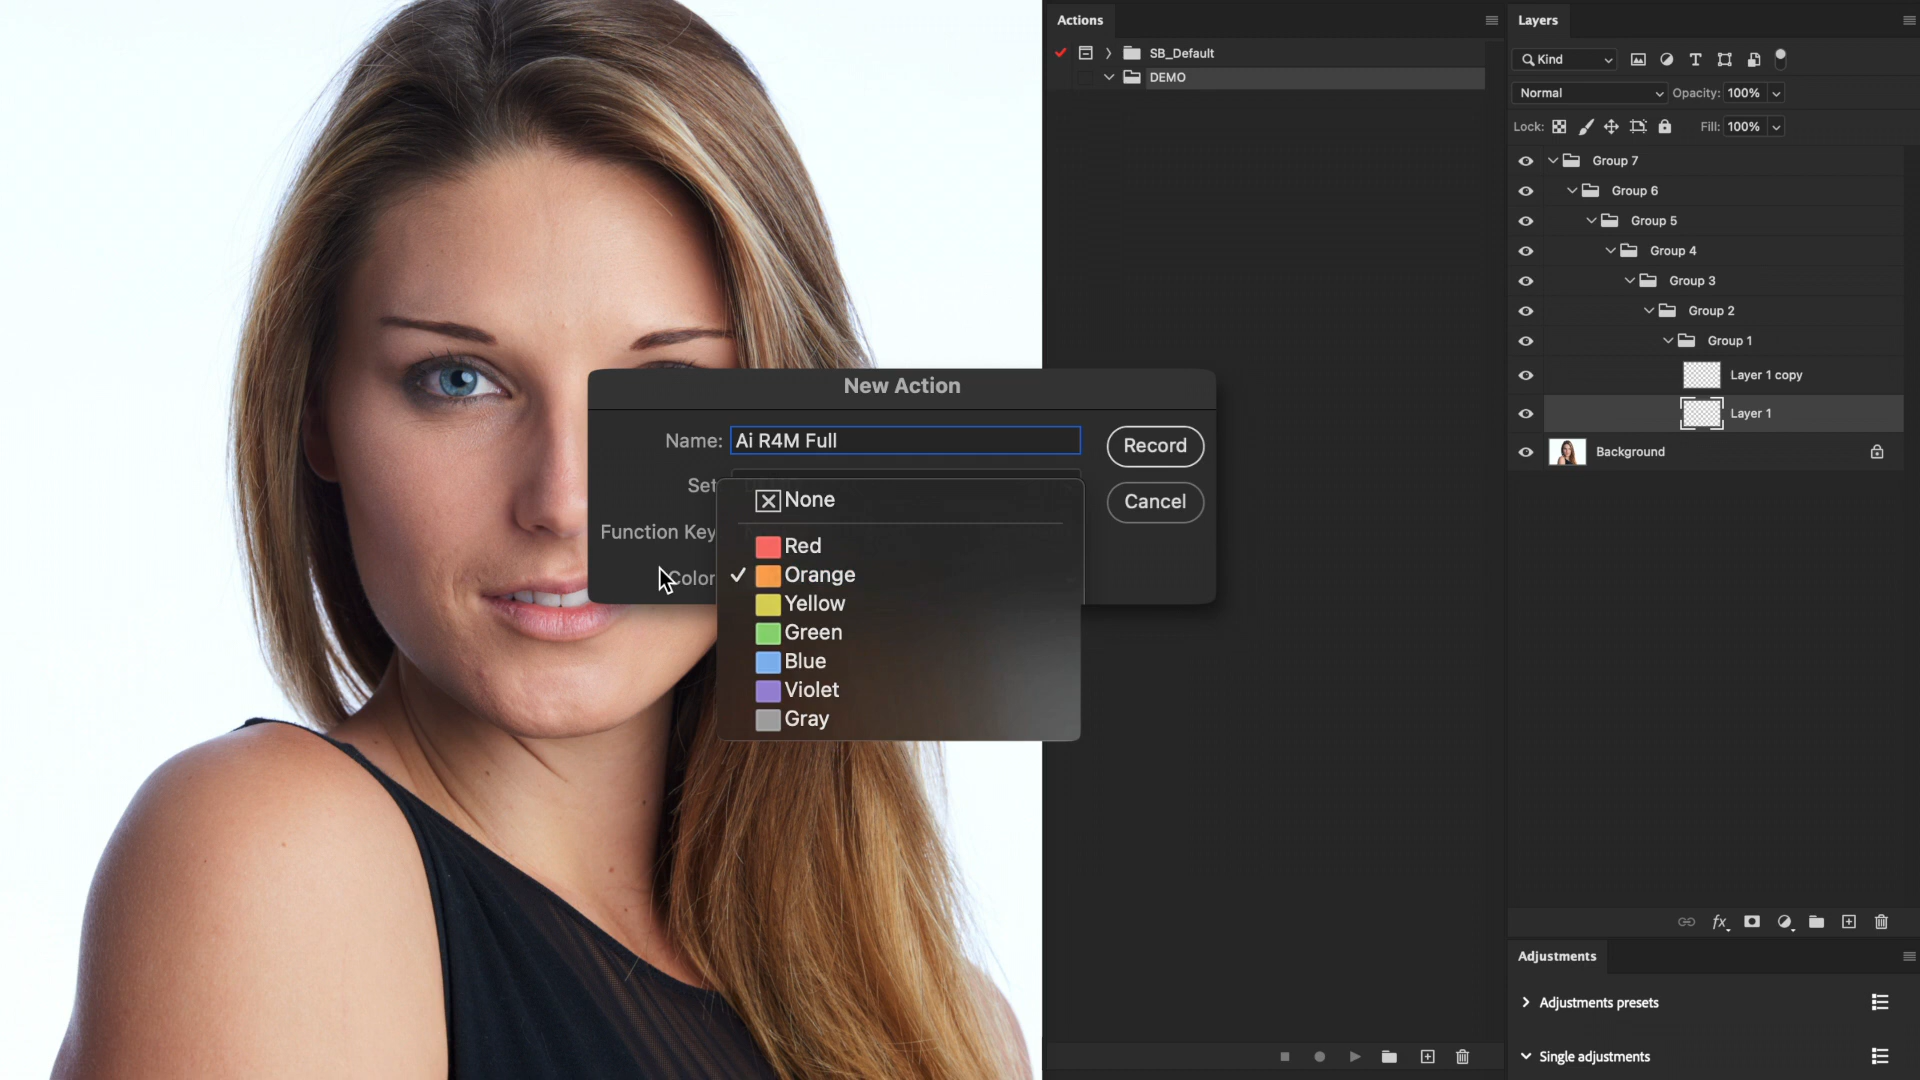 Actions
SB_Default
DEMO
Layers
Kind
Normal
Opacity: 100%
Lock:
Fill: 100%
Group 7
Group 6
Group 5
Group 4
Group 3
Group 2
Group 1
Layer 1 copy
Layer 1
Background
New Action
Name: Ai R4M Full
Record
Set
Cancel
Function Key
Color
None
Red
Orange
Yellow
Green
Blue
Violet
Gray
fx
Adjustments
Adjustments presets
Single adjustments